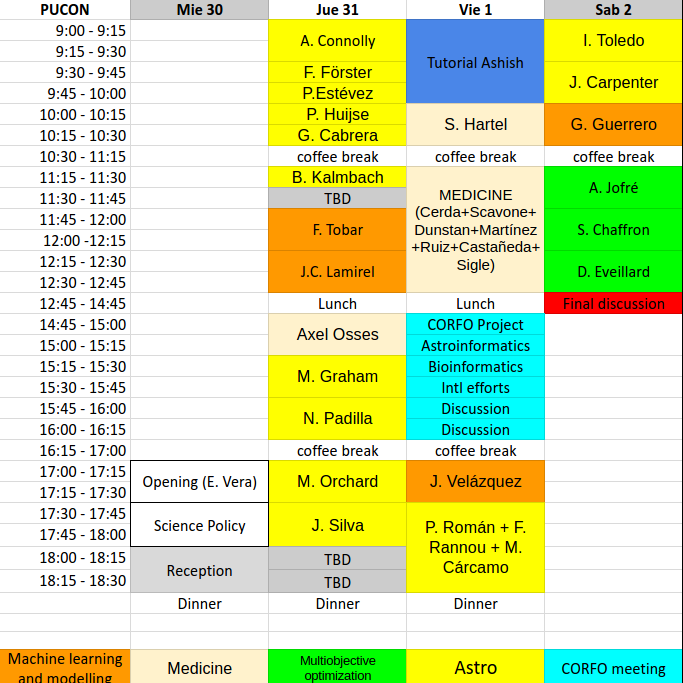 PUCON Mie 30 Jue 31 Vie 1 Sab 2
9:00 - 9:15
A. Connolly
I. Toledo
9:15 - 9:30
Tutorial Ashish
9:30 - 9:45 F. Förster
J. Carpenter
9:45 - 10:00 P.Estévez
10:00 - 10:15 P. Huijse
S. Hartel
G. Guerrero
10:15 - 10:30 G. Cabrera
10:30 - 11:15 coffee break coffee break coffee break
11:15 - 11:30 B. Kalmbach
A. Jofré
11:30 - 11:45 TBD
MEDICINE
(Cerda+Scavone+
Dunstan+Martínez
+Ruiz+Castañeda+
Sigle)
11:45 - 12:00
F. Tobar
S. Chaffron
12:00 -12:15
12:15 - 12:30
J.C. Lamirel
D. Eveillard
12:30 - 12:45
12:45 - 14:45 Lunch Lunch Final discussion
14:45 - 15:00 CORFO Project
Axel Osses
15:00 - 15:15 Astroinformatics
15:15 - 15:30 Bioinformatics
M. Graham
15:30 - 15:45 Intl efforts
15:45 - 16:00 Discussion
N. Padilla
16:00 - 16:15 Discussion
16:15 - 17:00 coffee break coffee break
17:00 - 17:15
Opening (E. Vera) M. Orchard J. Velázquez
17:15 - 17:30
17:30 - 17:45
Science Policy J. Silva
P. Román + F.
Rannou + M.
Cárcamo
17:45 - 18:00
18:00 - 18:15 TBD
Reception
18:15 - 18:30 TBD
Dinner Dinner Dinner
Machine learning
and modelling
Medicine
Multiobjective
optimization
Astro
CORFO meeting